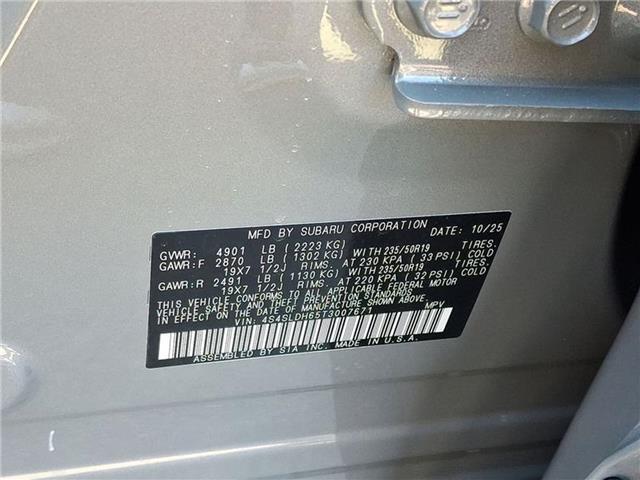 MFD BY SUBARU CORPORATION DATE: 10/25
GVWR: 4901 LB ( 2223 KG)
GAWR:F 2870 LB ( 1302 KG) WITH 235/50R19 TIRES.
19X7 1/2J RIMS. AT 230 KPA ( 33 PSI) COLD
GAWR:R 2491 LB ( 1130 KG) WITH 235/50R19 TIRES.
19X7 1/2J RIMS. AT 220 KPA ( 32 PSI) COLD
THIS VEHICLE CONFORMS TO ALL APPLICABLE FEDERAL MOTOR
VEHICLE SAFETY AND THEFT PREVENTION STANDARDS
IN EFFECT ON THE DATE OF MANUFACTURE SHOWN ABOVE.
VIN: 4S4SLDH65T3007671 MPV
ASSEMBLED BY SIA INC. MADE IN U.S.A.